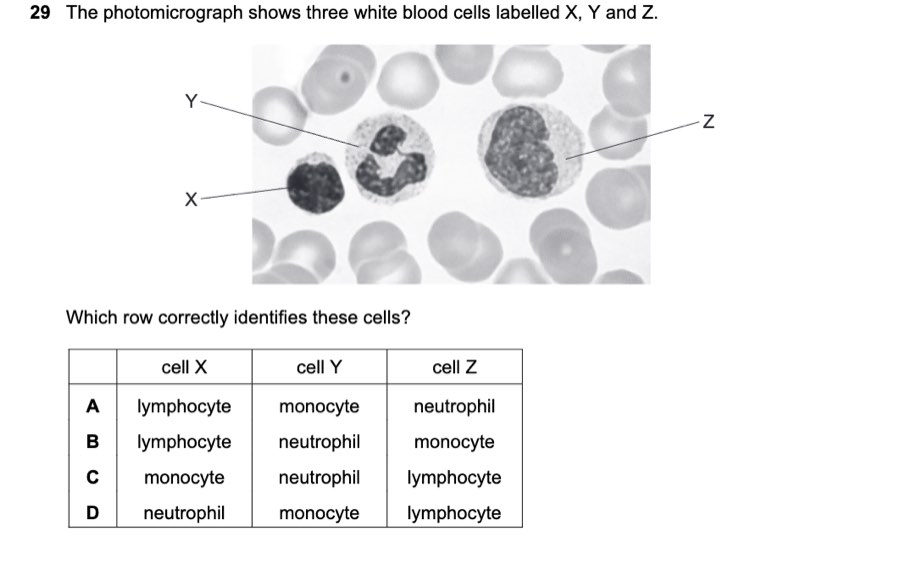 29 The photomicrograph shows three white blood cells labelled X, Y and Z.
Y
Z
X
Which row correctly identifies these cells?
cell X cell Y cell Z
A lymphocyte monocyte neutrophil
B lymphocyte neutrophil monocyte
C monocyte neutrophil lymphocyte
D neutrophil monocyte lymphocyte